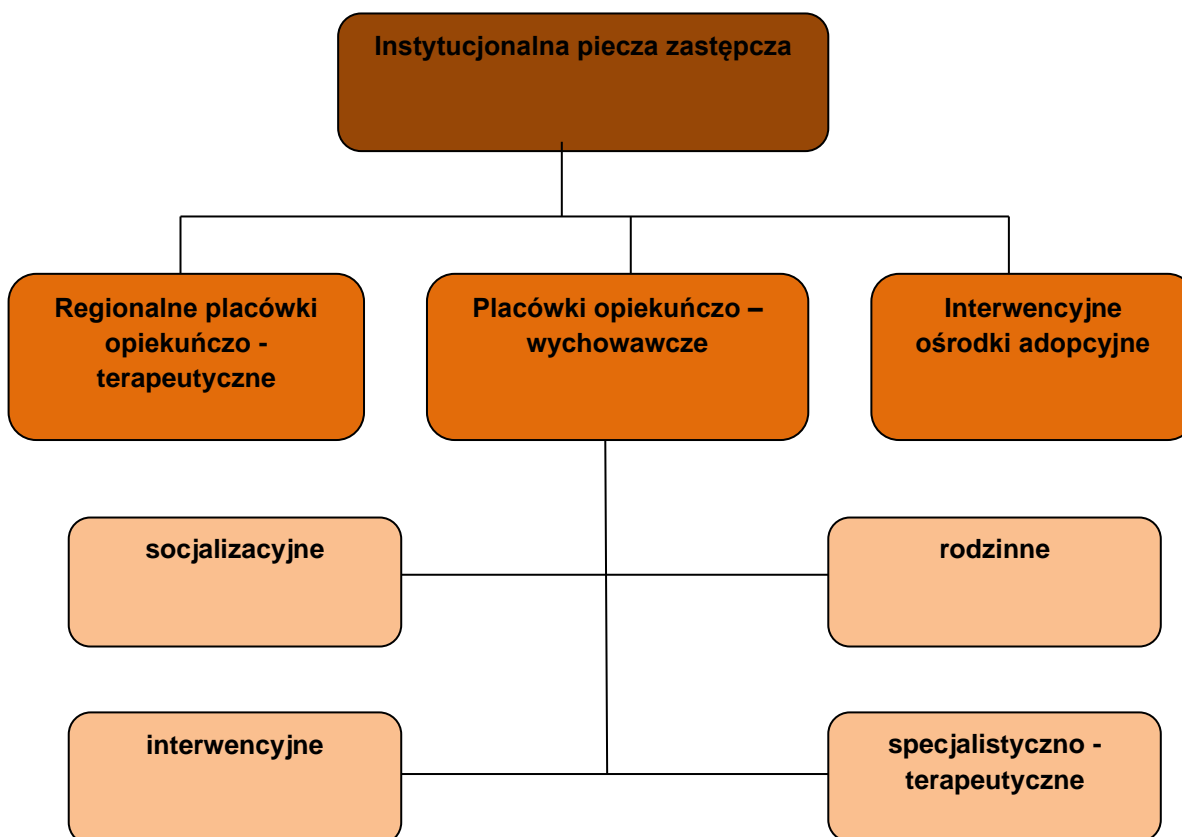 Instytucjonalna piecza zastępcza
Regionalne placówki
opiekuńczo -
terapeutyczne
Placówki opiekuńczo –
wychowawcze
Interwencyjne
ośrodki adopcyjne
socjalizacyjne
rodzinne
interwencyjne
specjalistyczno -
terapeutyczne